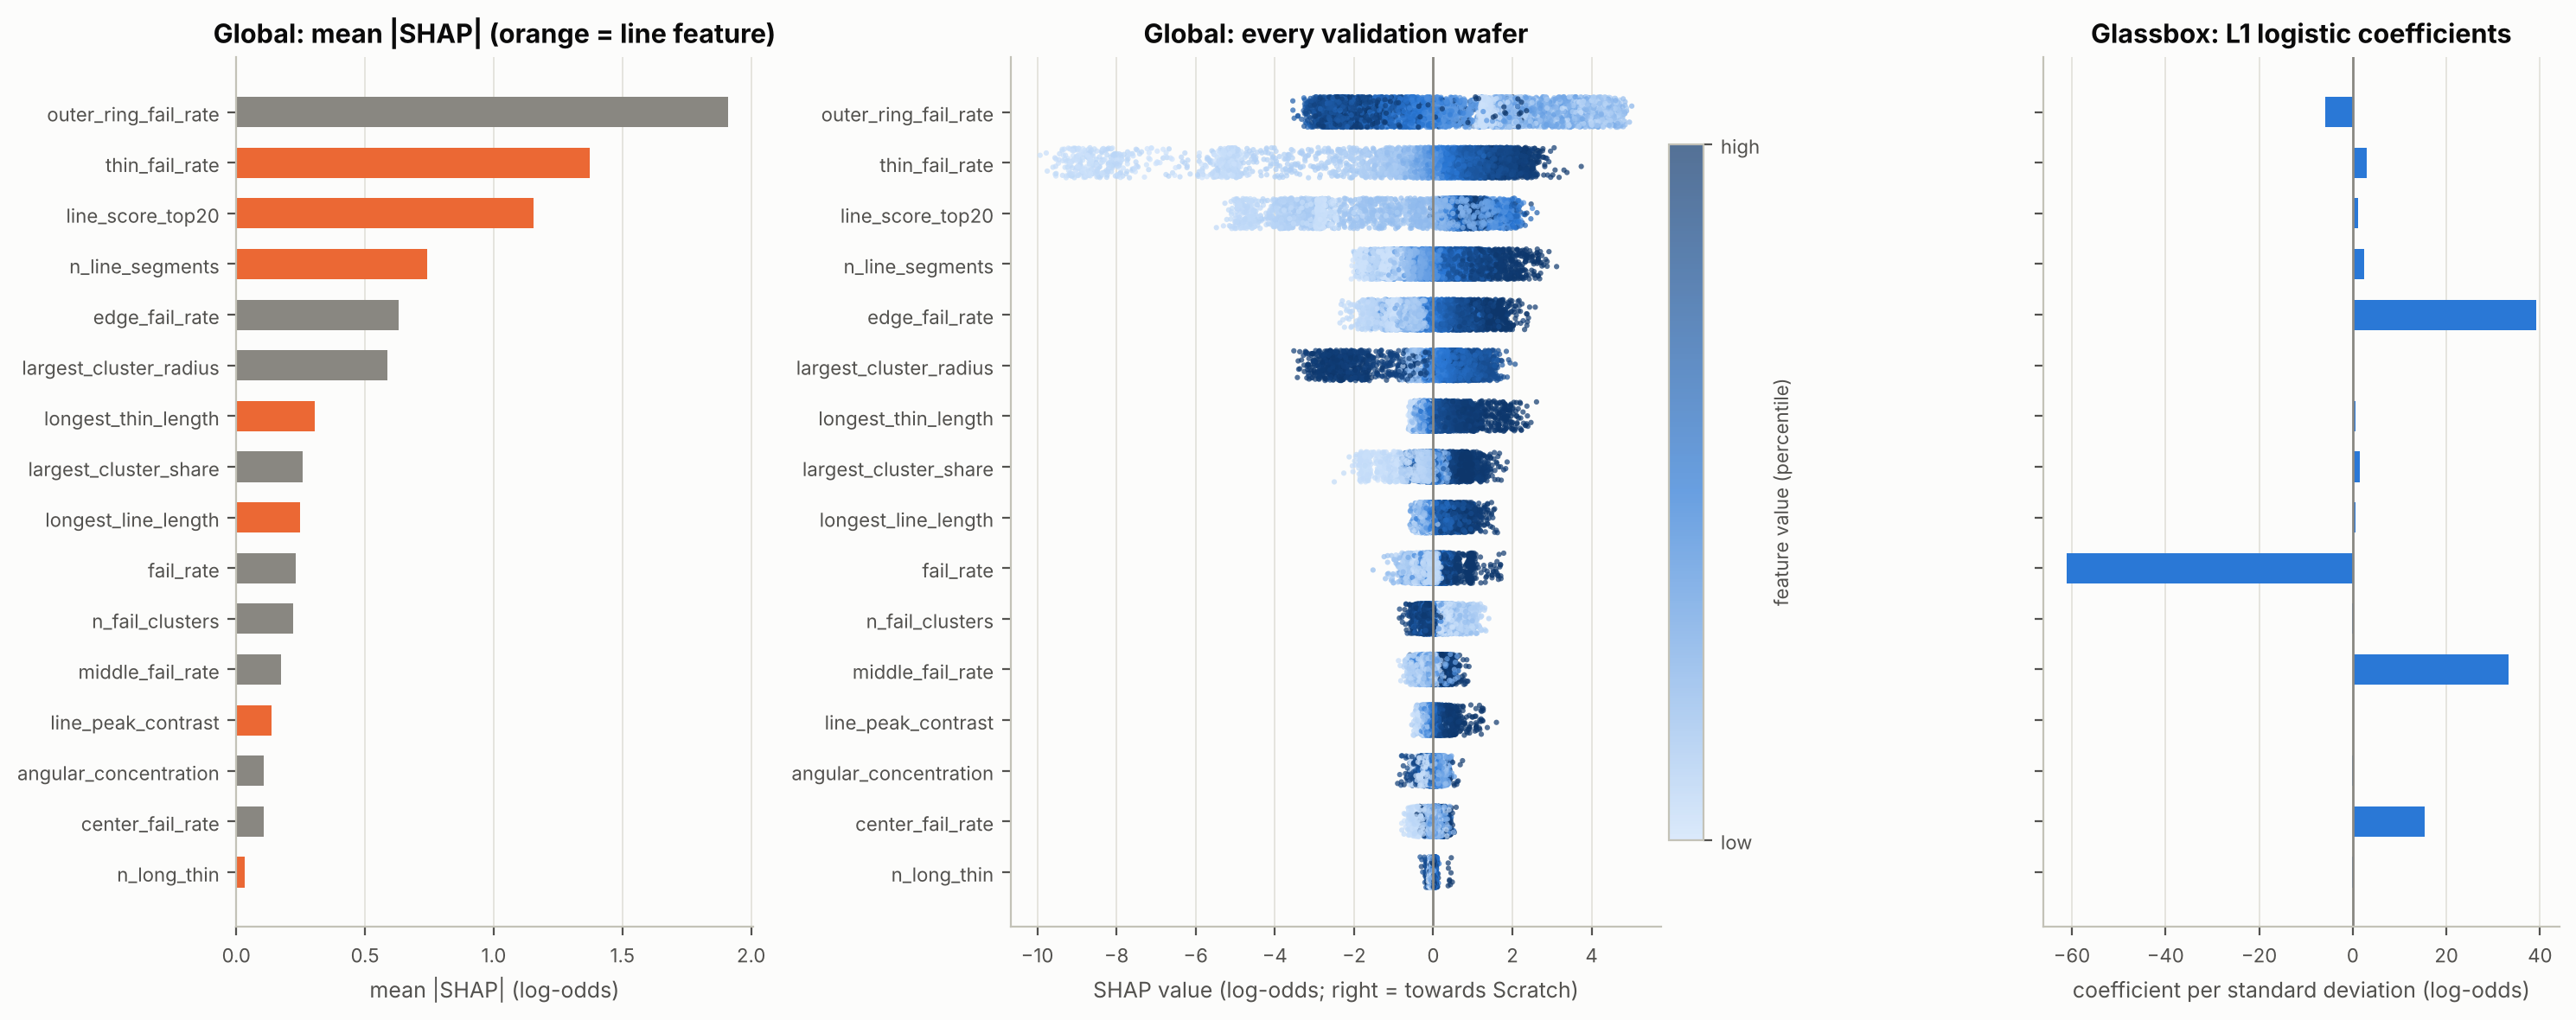 Global: mean |SHAP| (orange = line feature)
outer_ring_fail_rate
thin_fail_rate
line_score_top20
n_line_segments
edge_fail_rate
largest_cluster_radius
longest_thin_length
largest_cluster_share
longest_line_length
fail_rate
n_fail_clusters
middle_fail_rate
line_peak_contrast
angular_concentration
center_fail_rate
n_long_thin
0.0 0.5 1.0 1.5 2.0
mean |SHAP| (log-odds)
Global: every validation wafer
outer_ring_fail_rate
thin_fail_rate
line_score_top20
n_line_segments
edge_fail_rate
largest_cluster_radius
longest_thin_length
largest_cluster_share
longest_line_length
fail_rate
n_fail_clusters
middle_fail_rate
line_peak_contrast
angular_concentration
center_fail_rate
n_long_thin
−10 −8 −6 −4 −2 0 2 4
SHAP value (log-odds; right = towards Scratch)
high
feature value (percentile)
low
Glassbox: L1 logistic coefficients
−60 −40 −20 0 20 40
coefficient per standard deviation (log-odds)